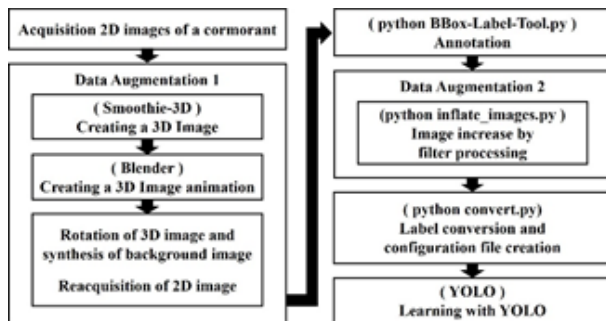 Acquisition 2D images of a cormorant
Data Augmentation 1
( Smoothie-3D )
Creating a 3D Image
( Blender )
Creating a 3D Image animation
Rotation of 3D image and
synthesis of background image
Reacquisition of 2D image
( python BBox-Label-Tool.py )
Annotation
Data Augmentation 2
(python inflate_images.py )
Image increase by
filter processing
( python convert.py)
Label conversion and
configuration file creation
( YOLO )
Learning with YOLO